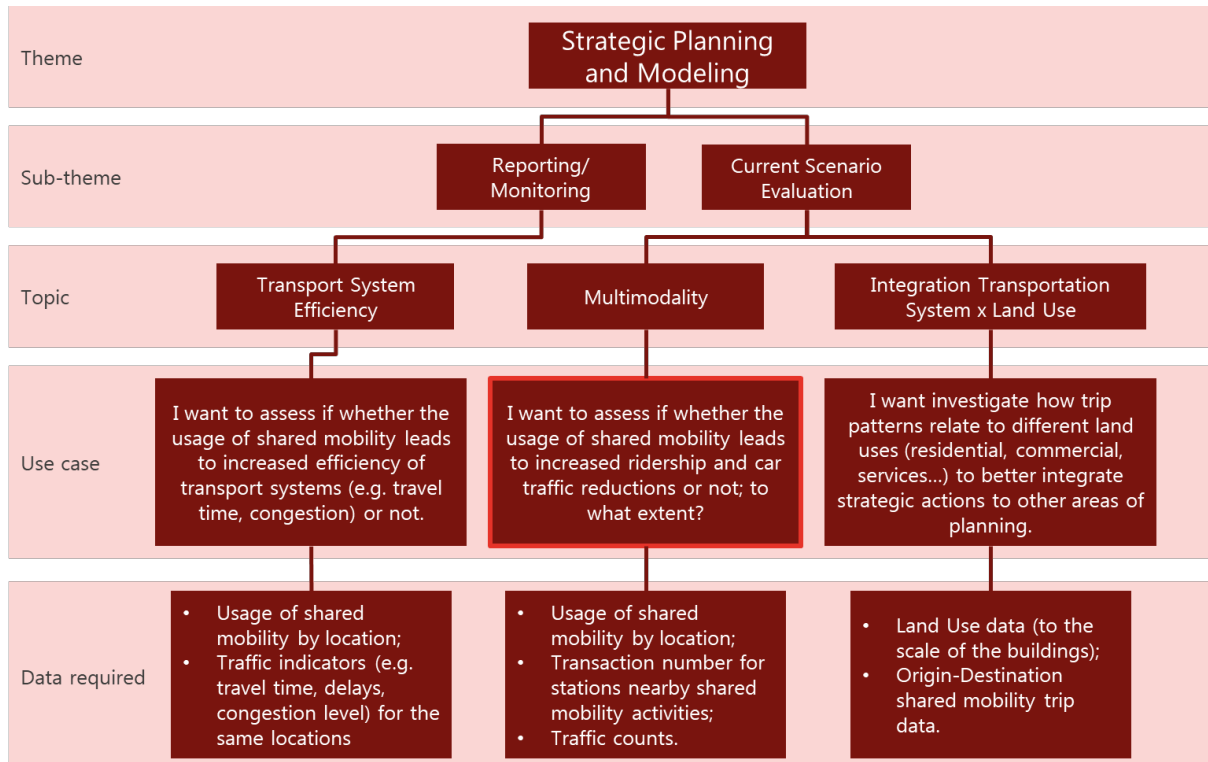 Theme
Strategic Planning
and Modeling
Sub-theme
Reporting/
Monitoring
Current Scenario
Evaluation
Topic
Transport System
Efficiency
Multimodality
Integration Transportation
System x Land Use
Use case
I want to assess if whether the
usage of shared mobility leads
to increased efficiency of
transport systems (e.g. travel
time, congestion) or not.
I want to assess if whether the
usage of shared mobility leads
to increased ridership and car
traffic reductions or not; to
what extent?
I want investigate how trip
patterns relate to different land
uses (residential, commercial,
services...) to better integrate
strategic actions to other areas of
planning.
Data required
• Usage of shared
mobility by location;
• Traffic indicators (e.g.
travel time, delays,
congestion level) for the
same locations
• Usage of shared
mobility by location;
• Transaction number for
stations nearby shared
mobility activities;
• Traffic counts.
• Land Use data (to the
scale of the buildings);
• Origin-Destination
shared mobility trip
data.